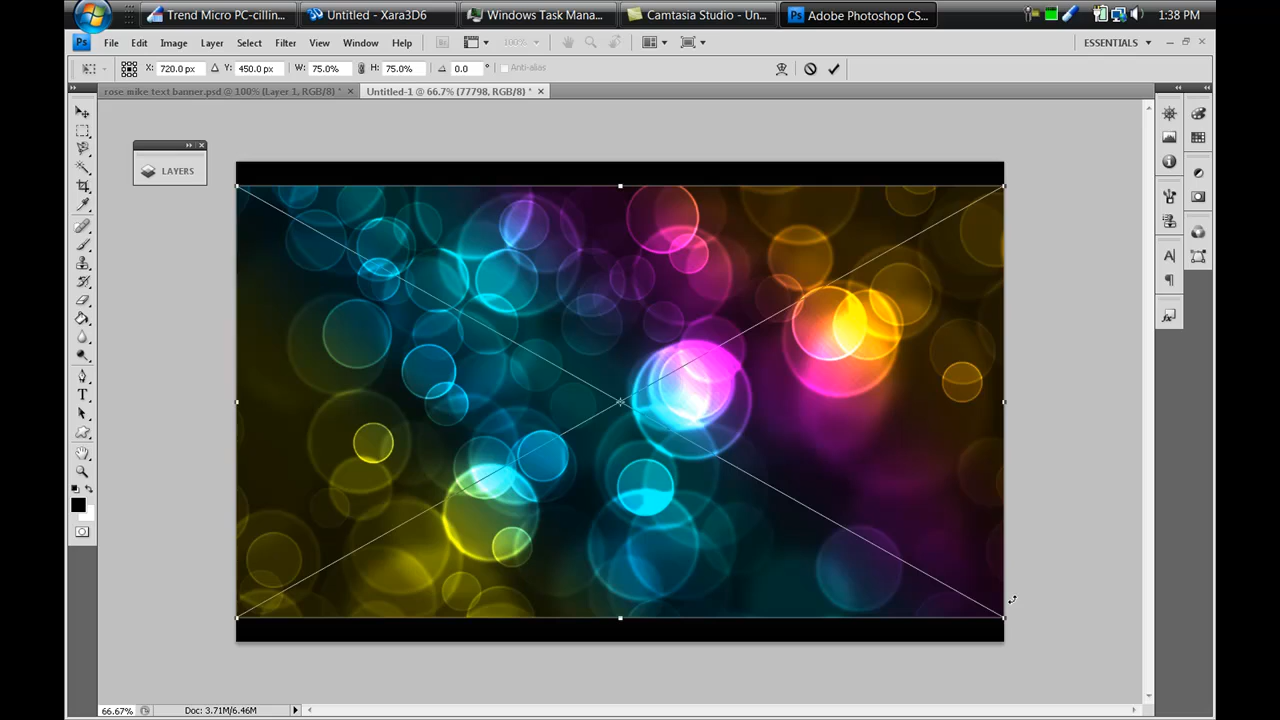 Trend Micro PC-cillin...
Untitled - Xara3D6
Windows Task Mana...
Camtasia Studio - Un...
Ps Adobe Photoshop CS...
1:38 PM
Ps File Edit Image Layer Select Filter View Window Help 100% ESSENTIALS
X: 720.0 px Y: 450.0 px W: 75.0% H: 75.0% 0.0 ° Anti-alias
rose mike text banner.psd @ 100% (Layer 1, RGB/8) * Untitled-1 @ 66.7% (77798, RGB/8) *
LAYERS
66.67% Doc: 3.71M/6.46M